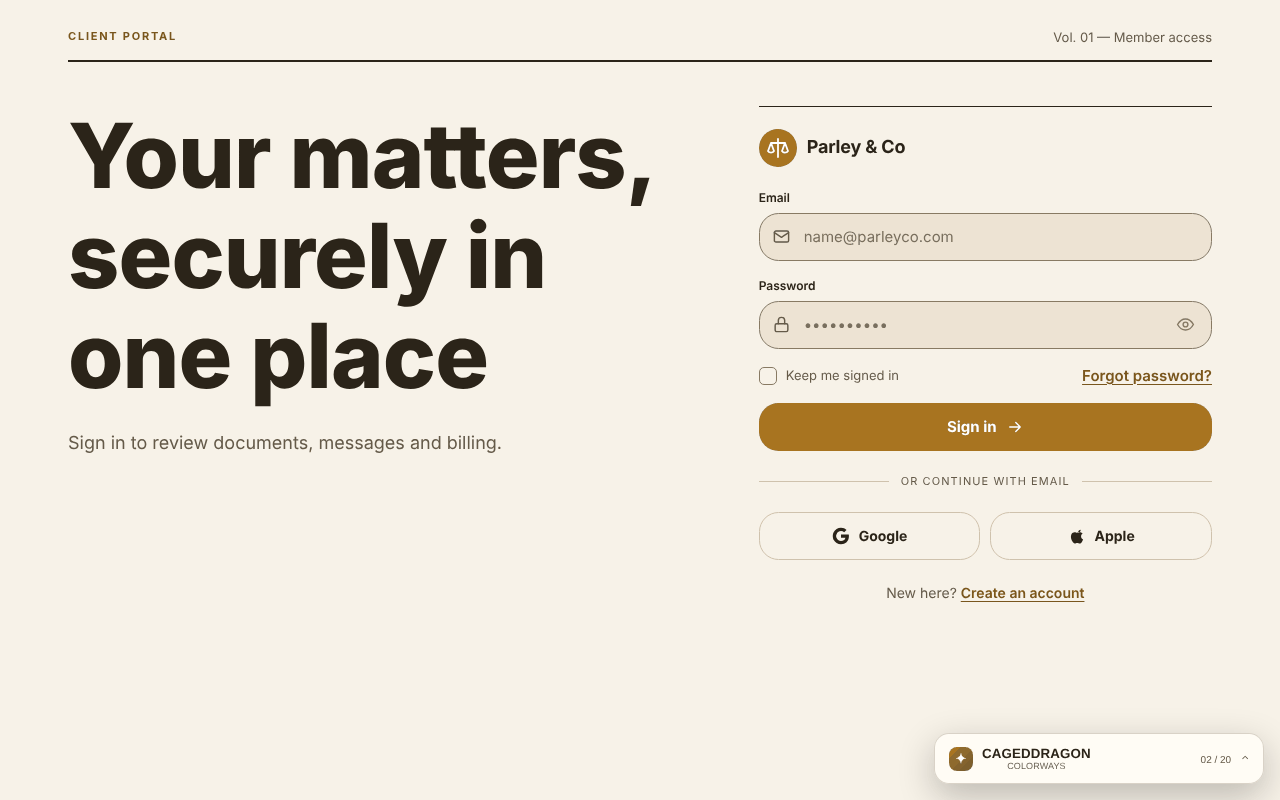 CLIENT PORTAL
Vol. 01 — Member access
Your matters,
securely in
one place
Sign in to review documents, messages and billing.
Parley & Co
Email
name@parleyco.com
Password
••••••••••
Keep me signed in
Forgot password?
Sign in →
OR CONTINUE WITH EMAIL
Google
Apple
New here? Create an account
CAGEDDRAGON
COLORWAYS
02 / 20